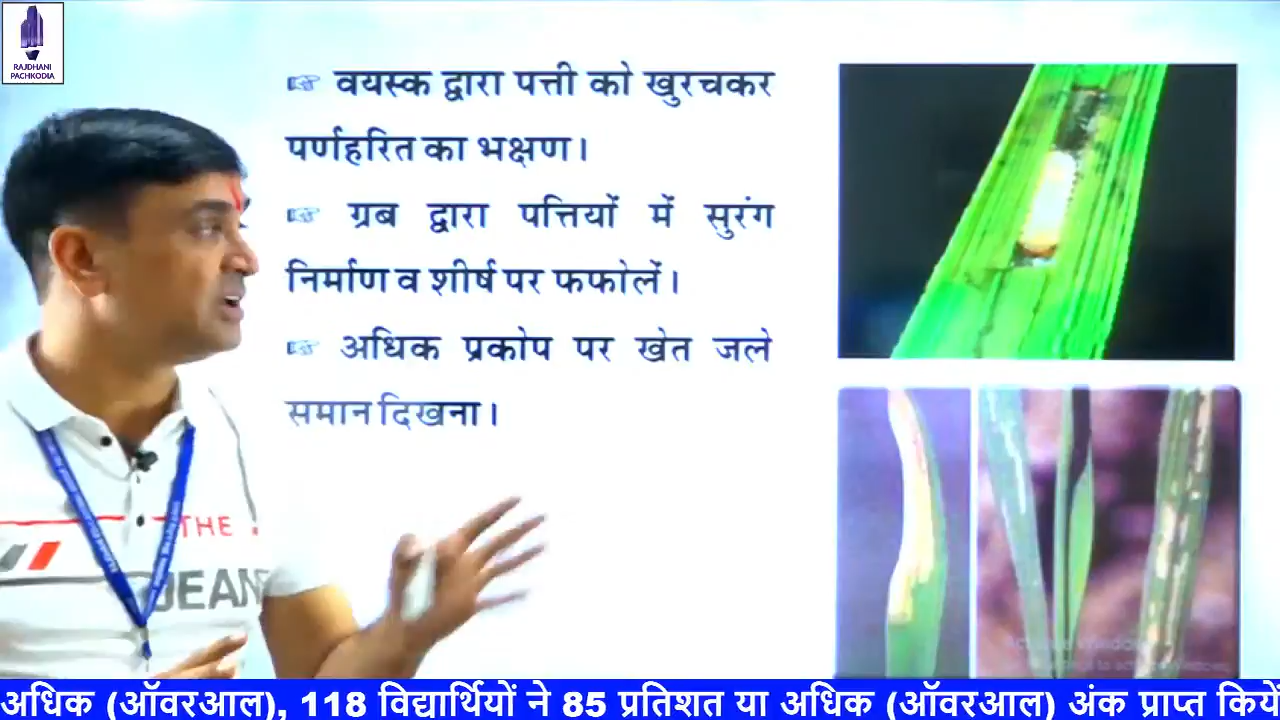 RAJDHANI
PACHKODIA
☞ वयस्क द्वारा पत्ती को खुरचकर
पर्णहरित का भक्षण।
☞ ग्रब द्वारा पत्तियों में सुरंग
निर्माण व शीर्ष पर फफोलें।
☞ अधिक प्रकोप पर खेत जले
समान दिखना।
THE
JEAN
अधिक (ऑवरआल), 118 विद्यार्थियों ने 85 प्रतिशत या अधिक (ऑवरआल) अंक प्राप्त किये